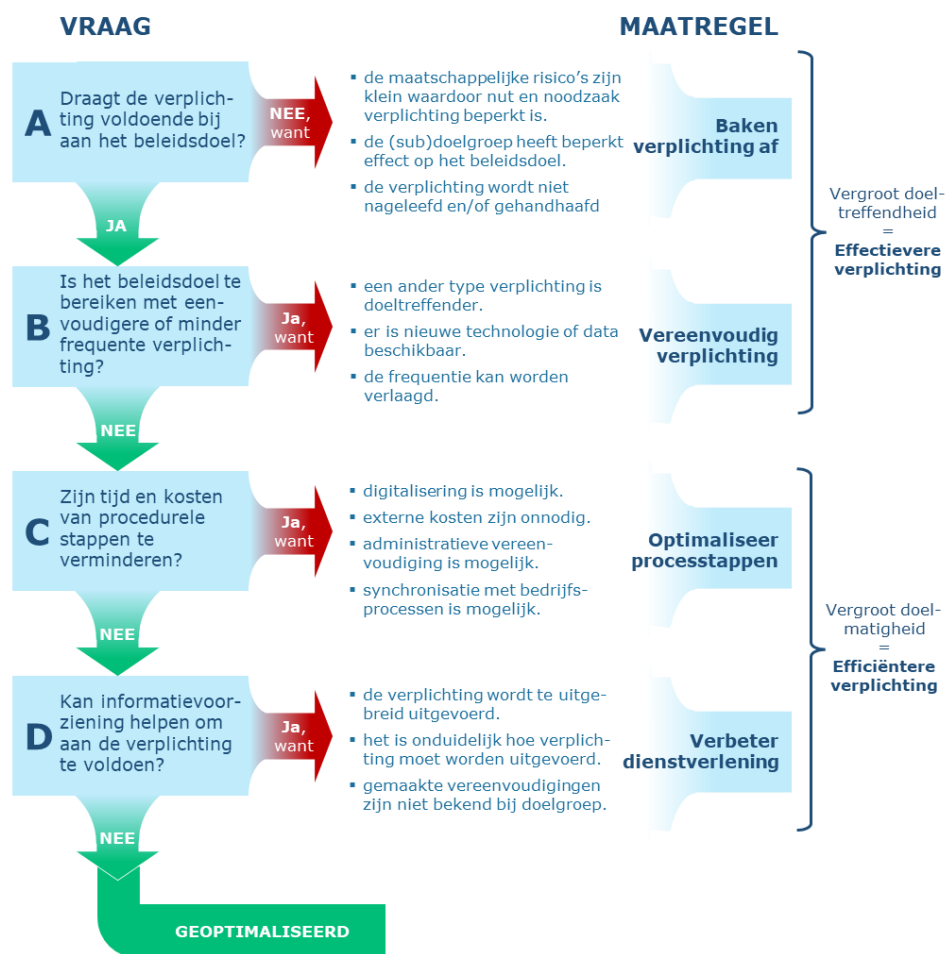 VRAAG
MAATREGEL
A
Draagt de verplich-
ting voldoende bij
aan het beleidsdoel?
NEE,
want
▪ de maatschappelijke risico's zijn
klein waardoor nut en noodzaak
verplichting beperkt is.
▪ de (sub)doelgroep heeft beperkt
effect op het beleidsdoel.
▪ de verplichting wordt niet
nageleefd en/of gehandhaafd
Baken
verplichting af
JA
Vergroot doel-
treffendheid
=
Effectievere
verplichting
B
Is het beleidsdoel te
bereiken met een-
voudigere of minder
frequente verplich-
ting?
Ja,
want
▪ een ander type verplichting is
doeltreffender.
▪ er is nieuwe technologie of data
beschikbaar.
▪ de frequentie kan worden
verlaagd.
Vereenvoudig
verplichting
NEE
C
Zijn tijd en kosten
van procedurele
stappen te
verminderen?
Ja,
want
▪ digitalisering is mogelijk.
▪ externe kosten zijn onnodig.
▪ administratieve vereen-
voudiging is mogelijk.
▪ synchronisatie met bedrijfs-
processen is mogelijk.
Optimaliseer
processtappen
NEE
Vergroot doel-
matigheid
=
Efficiëntere
verplichting
D
Kan informatievoor-
ziening helpen om
aan de verplichting
te voldoen?
Ja,
want
▪ de verplichting wordt te uitge-
breid uitgevoerd.
▪ het is onduidelijk hoe verplich-
ting moet worden uitgevoerd.
▪ gemaakte vereenvoudigingen
zijn niet bekend bij doelgroep.
Verbeter
dienstverlening
NEE
GEOPTIMALISEERD